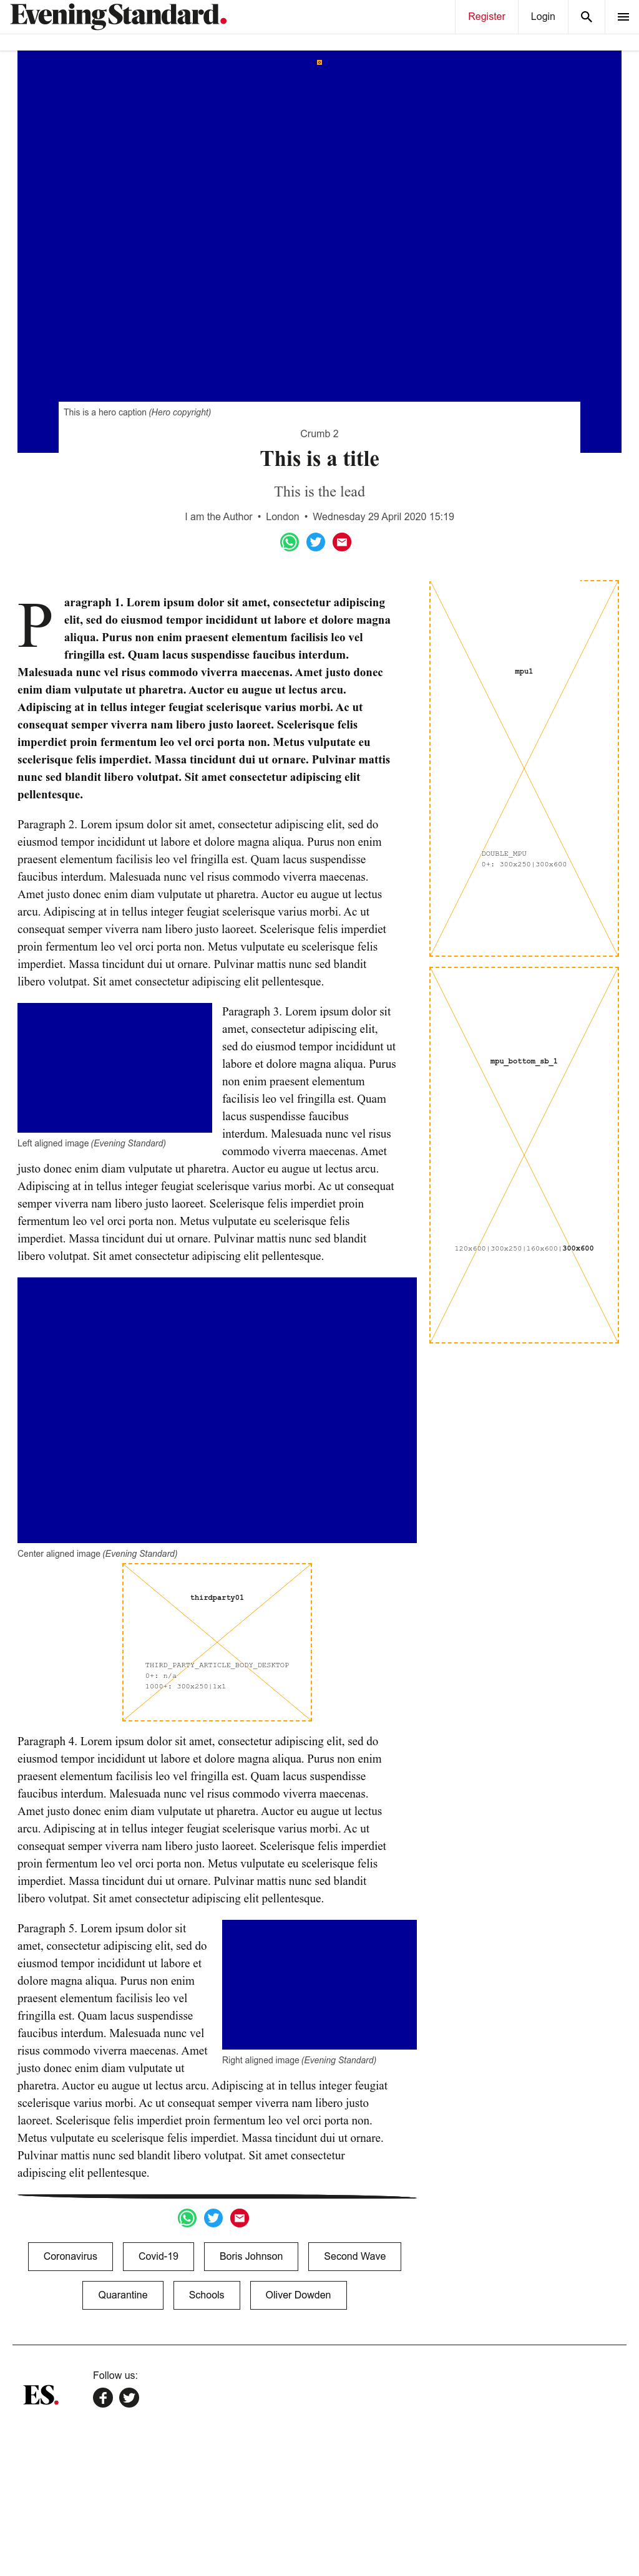 EveningStandard.
Register
Login
This is a hero caption (Hero copyright)
Crumb 2
This is a title
This is the lead
I am the Author • London • Wednesday 29 April 2020 15:19
Paragraph 1. Lorem ipsum dolor sit amet, consectetur adipiscing
elit, sed do eiusmod tempor incididunt ut labore et dolore magna
aliqua. Purus non enim praesent elementum facilisis leo vel
fringilla est. Quam lacus suspendisse faucibus interdum.
Malesuada nunc vel risus commodo viverra maecenas. Amet justo donec
enim diam vulputate ut pharetra. Auctor eu augue ut lectus arcu.
Adipiscing at in tellus integer feugiat scelerisque varius morbi. Ac ut
consequat semper viverra nam libero justo laoreet. Scelerisque felis
imperdiet proin fermentum leo vel orci porta non. Metus vulputate eu
scelerisque felis imperdiet. Massa tincidunt dui ut ornare. Pulvinar mattis
nunc sed blandit libero volutpat. Sit amet consectetur adipiscing elit
pellentesque.
Paragraph 2. Lorem ipsum dolor sit amet, consectetur adipiscing elit, sed do
eiusmod tempor incididunt ut labore et dolore magna aliqua. Purus non enim
praesent elementum facilisis leo vel fringilla est. Quam lacus suspendisse
faucibus interdum. Malesuada nunc vel risus commodo viverra maecenas.
Amet justo donec enim diam vulputate ut pharetra. Auctor eu augue ut lectus
arcu. Adipiscing at in tellus integer feugiat scelerisque varius morbi. Ac ut
consequat semper viverra nam libero justo laoreet. Scelerisque felis imperdiet
proin fermentum leo vel orci porta non. Metus vulputate eu scelerisque felis
imperdiet. Massa tincidunt dui ut ornare. Pulvinar mattis nunc sed blandit
libero volutpat. Sit amet consectetur adipiscing elit pellentesque.
Left aligned image (Evening Standard)
Paragraph 3. Lorem ipsum dolor sit
amet, consectetur adipiscing elit,
sed do eiusmod tempor incididunt ut
labore et dolore magna aliqua. Purus
non enim praesent elementum
facilisis leo vel fringilla est. Quam
lacus suspendisse faucibus
interdum. Malesuada nunc vel risus
commodo viverra maecenas. Amet
justo donec enim diam vulputate ut pharetra. Auctor eu augue ut lectus arcu.
Adipiscing at in tellus integer feugiat scelerisque varius morbi. Ac ut consequat
semper viverra nam libero justo laoreet. Scelerisque felis imperdiet proin
fermentum leo vel orci porta non. Metus vulputate eu scelerisque felis
imperdiet. Massa tincidunt dui ut ornare. Pulvinar mattis nunc sed blandit
libero volutpat. Sit amet consectetur adipiscing elit pellentesque.
Center aligned image (Evening Standard)
thirdparty01
THIRD_PARTY_ARTICLE_BODY_DESKTOP
0+: n/a
1000+: 300x250|1x1
Paragraph 4. Lorem ipsum dolor sit amet, consectetur adipiscing elit, sed do
eiusmod tempor incididunt ut labore et dolore magna aliqua. Purus non enim
praesent elementum facilisis leo vel fringilla est. Quam lacus suspendisse
faucibus interdum. Malesuada nunc vel risus commodo viverra maecenas.
Amet justo donec enim diam vulputate ut pharetra. Auctor eu augue ut lectus
arcu. Adipiscing at in tellus integer feugiat scelerisque varius morbi. Ac ut
consequat semper viverra nam libero justo laoreet. Scelerisque felis imperdiet
proin fermentum leo vel orci porta non. Metus vulputate eu scelerisque felis
imperdiet. Massa tincidunt dui ut ornare. Pulvinar mattis nunc sed blandit
libero volutpat. Sit amet consectetur adipiscing elit pellentesque.
Paragraph 5. Lorem ipsum dolor sit
amet, consectetur adipiscing elit, sed do
eiusmod tempor incididunt ut labore et
dolore magna aliqua. Purus non enim
praesent elementum facilisis leo vel
fringilla est. Quam lacus suspendisse
faucibus interdum. Malesuada nunc vel
risus commodo viverra maecenas. Amet
justo donec enim diam vulputate ut
pharetra. Auctor eu augue ut lectus arcu. Adipiscing at in tellus integer feugiat
scelerisque varius morbi. Ac ut consequat semper viverra nam libero justo
laoreet. Scelerisque felis imperdiet proin fermentum leo vel orci porta non.
Metus vulputate eu scelerisque felis imperdiet. Massa tincidunt dui ut ornare.
Pulvinar mattis nunc sed blandit libero volutpat. Sit amet consectetur
adipiscing elit pellentesque.
Right aligned image (Evening Standard)
mpu1
DOUBLE_MPU
0+: 300x250|300x600
mpu_bottom_sb_1
120x600|300x250|160x600|300x600
Coronavirus
Covid-19
Boris Johnson
Second Wave
Quarantine
Schools
Oliver Dowden
ES.
Follow us: